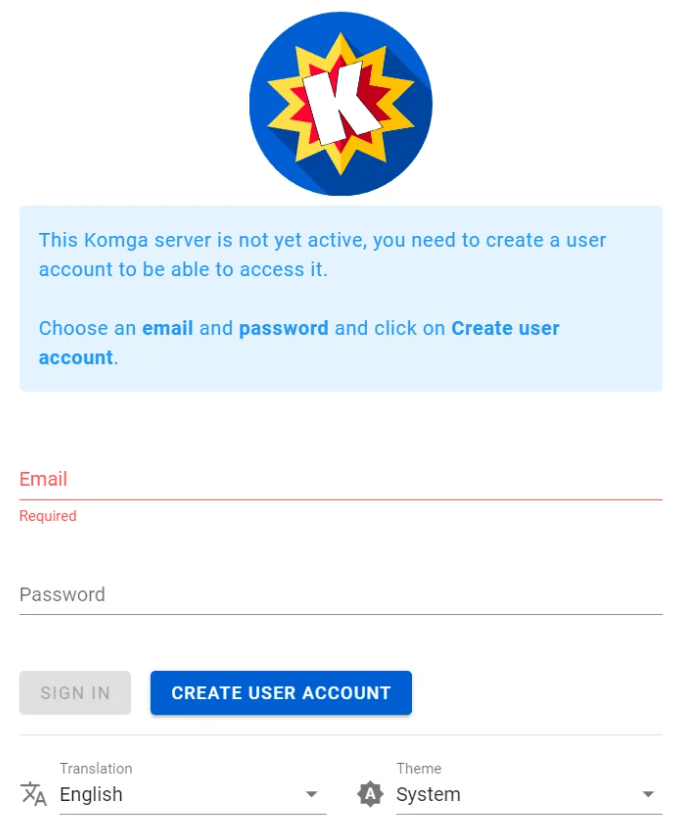 K
This Komga server is not yet active, you need to create a user
account to be able to access it.
Choose an email and password and click on Create user
account.
Email
Required
Password
SIGN IN
CREATE USER ACCOUNT
Translation
English
Theme
A
System